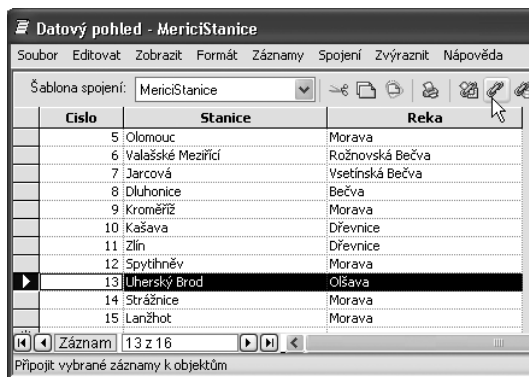 Datový pohled - MericiStanice
Soubor Editovat Zobrazit Formát Záznamy Spojení Zvýraznit Nápověda
Šablona spojení: MericiStanice
Cislo Stanice Reka
5 Olomouc Morava
6 Valašské Meziříčí Rožnovská Bečva
7 Jarcová Vsetínská Bečva
8 Dluhonice Bečva
9 Kroměříž Morava
10 Kašava Dřevnice
11 Zlín Dřevnice
12 Spytihněv Morava
13 Uherský Brod Olšava
14 Strážnice Morava
15 Lanžhot Morava
Záznam 13 z 16
Připojit vybrané záznamy k objektům